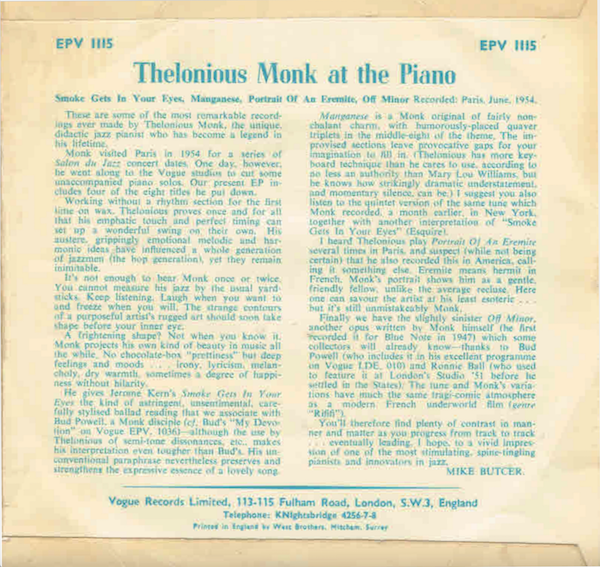 EPV 1115
EPV 1115
Thelonious Monk at the Piano
Smoke Gets In Your Eyes, Manganese, Portrait Of An Eremite, Off Minor Recorded: Paris, June, 1954.
These are some of the most remarkable record-
ings ever made by Thelonious Monk, the unique,
didactic jazz pianist who has become a legend in
his lifetime.
Monk visited Paris in 1954 for a series of
Salon du Jazz concert dates. One day, however,
he went along to the Vogue studios to cut some
unaccompanied piano solos. Our present EP in-
cludes four of the eight titles he put down.
Working without a rhythm section for the first
time on wax, Thelonious proves once and for all
that his emphatic touch and perfect timing can
set up a wonderful swing on their own. His
austere, grippingly emotional melodic and har-
monic ideas have influenced a whole generation
of jazzmen (the bop generation), yet they remain
inimitable.
It's not enough to hear Monk once or twice.
You cannot measure his jazz by the usual yard-
sticks. Keep listening. Laugh when you want to
and freeze when you will. The strange contours
of a purposeful artist's rugged art should soon take
shape before your inner eye.
A frightening shape? Not when you know it.
Monk projects his own kind of beauty in music all
the while. No chocolate-box "prettiness" but deep
feelings and moods . . . irony, lyricism, melan-
choly, dry warmth, sometimes a degree of happi-
ness without hilarity.
He gives Jerome Kern's Smoke Gets In Your
Eyes the kind of astringent, unsentimental, care-
fully stylised ballad reading that we associate with
Bud Powell, a Monk disciple (cf. Bud's "My Devo-
tion" on Vogue EPV. 1036)—although the use by
Thelonious of semi-tone dissonances, etc., makes
his interpretation even tougher than Bud's. His un-
conventional paraphrase nevertheless preserves and
strengthens the expressive essence of a lovely song.
Manganese is a Monk original of fairly non-
chalant charm, with humorously-placed quaver
triplets in the middle-eight of the theme. The im-
provised sections leave provocative gaps for your
imagination to fill in. (Thelonious has more key-
board technique than he cares to use, according to
no less an authority than Mary Lou Williams, but
he knows how strikingly dramatic understatement,
and momentary silence, can be.) I suggest you also
listen to the quintet version of the same tune which
Monk recorded, a month earlier, in New York,
together with another interpretation of "Smoke
Gets In Your Eyes" (Esquire).
I heard Thelonious play Portrait Of An Eremite
several times in Paris, and suspect (while not being
certain) that he also recorded this in America, call-
ing it something else. Eremite means hermit in
French. Monk's portrait shows him as a gentle,
friendly fellow, unlike the average recluse. Here
one can savour the artist at his least esoteric . . .
but it's still unmistakeably Monk.
Finally we have the slightly sinister Off Minor,
another opus written by Monk himself (he first
recorded it for Blue Note in 1947) which some
collectors will already know—thanks to Bud
Powell (who includes it in his excellent programme
on Vogue LDE. 010) and Ronnie Ball (who used
to feature it at London's Studio '51 before he
settled in the States). The tune and Monk's varia-
tions have much the same tragi-comic atmosphere
as a modern French underworld film (genre
"Rififi").
You'll therefore find plenty of contrast in man-
ner and matter as you progress from track to track
. . . eventually leading, I hope, to a vivid impres-
sion of one of the most stimulating, spine-tingling
pianists and innovators in jazz.
MIKE BUTCER.
Vogue Records Limited, 113-115 Fulham Road, London, S.W.3, England
Telephone: KNIghtsbridge 4256-7-8
Printed in England by West Brothers, Mitcham, Surrey